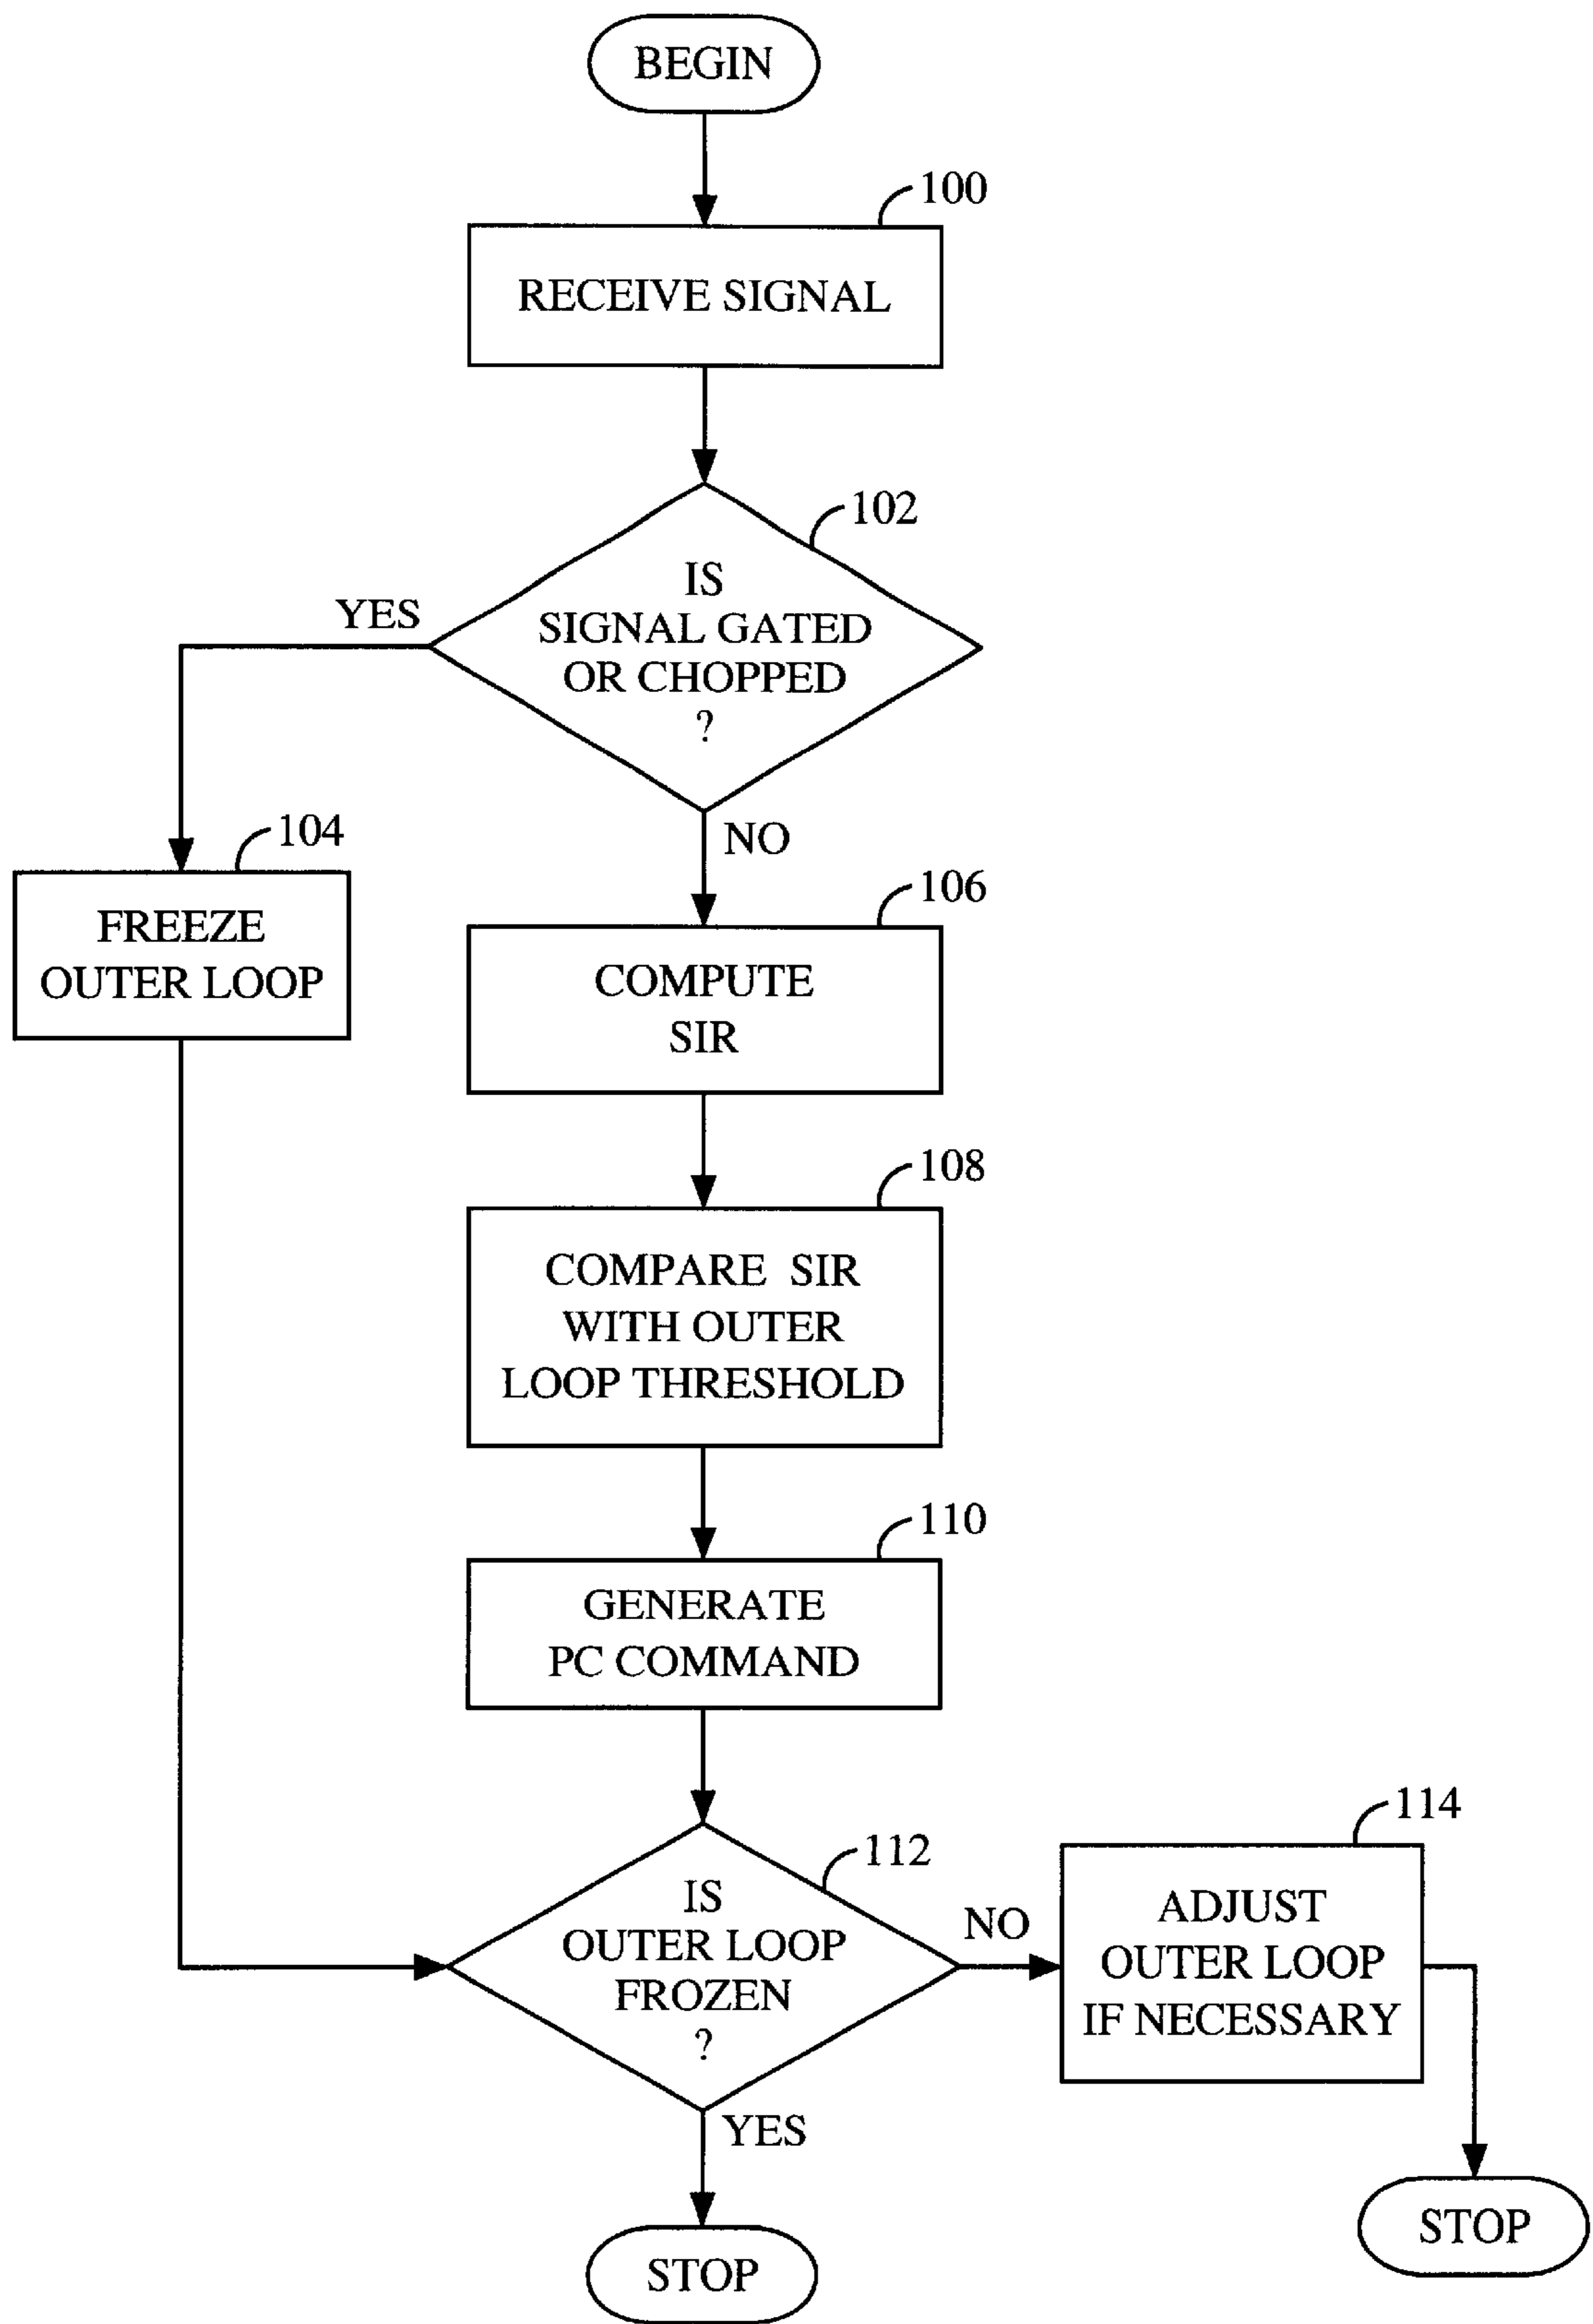 BEGIN
100
RECEIVE SIGNAL
102
IS
SIGNAL GATED
OR CHOPPED
?
YES
NO
104
FREEZE
OUTER LOOP
106
COMPUTE
SIR
108
COMPARE SIR
WITH OUTER
LOOP THRESHOLD
110
GENERATE
PC COMMAND
112
IS
OUTER LOOP
FROZEN
?
NO
114
ADJUST
OUTER LOOP
IF NECESSARY
YES
STOP
STOP